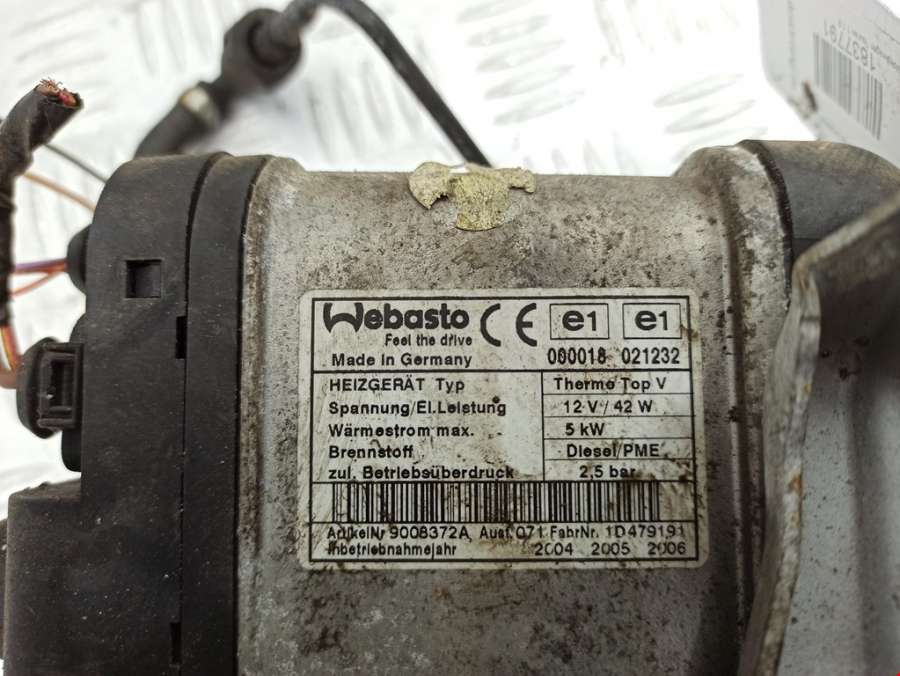 Webasto
Feel the drive
Made in Germany
e1 e1
000018 021232
HEIZGERÄT Typ Thermo Top V
Spannung/El.Leistung 12 V / 42 W
Wärmestrom max. 5 kW
Brennstoff Diesel/PME
zul. Betriebsüberdruck 2,5 bar
ArtikelNr 9008372A Ausf. 071 FabrNr. 1D479191
Inbetriebnahmejahr 2004 2005 2006
1837791